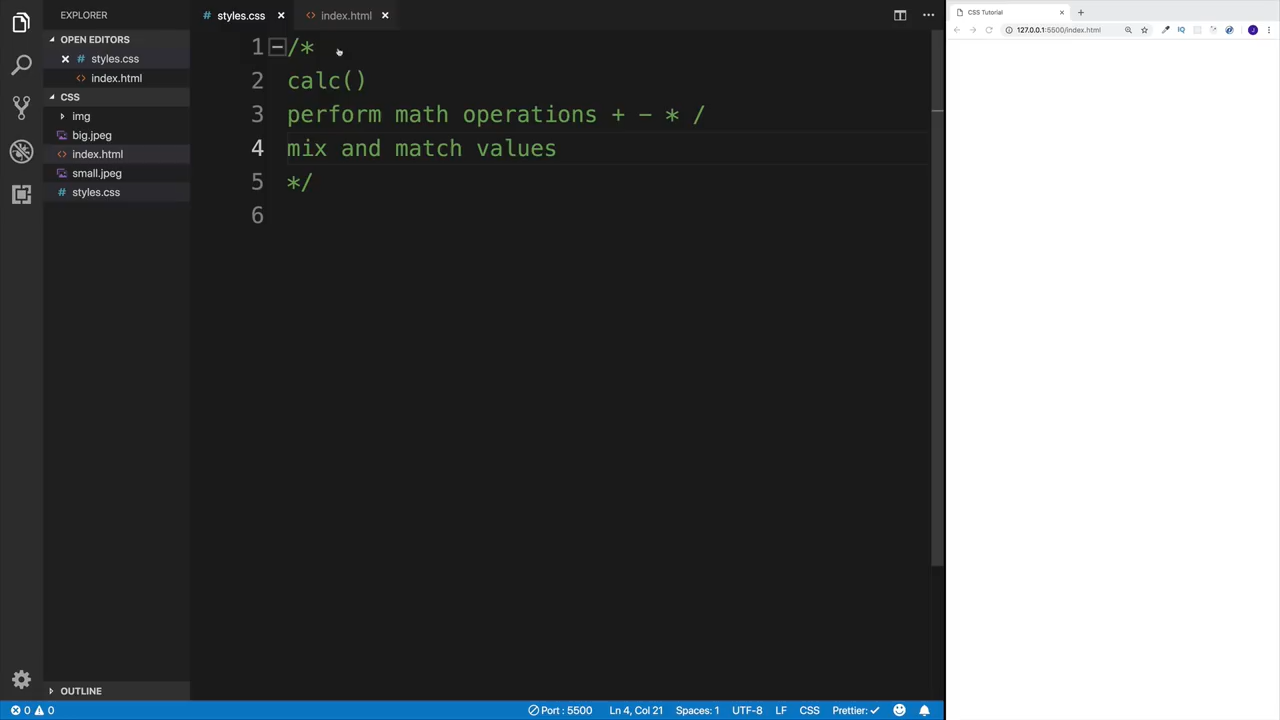 EXPLORER
OPEN EDITORS
styles.css
index.html
CSS
img
big.jpeg
index.html
small.jpeg
styles.css
OUTLINE
styles.css
index.html
1 /*
2 calc()
3 perform math operations + - * /
4 mix and match values
5 */
6
CSS Tutorial
127.0.0.1:5500/index.html
IQ
J
0 0
Port : 5500
Ln 4, Col 21
Spaces: 1
UTF-8
LF
CSS
Prettier: ✓